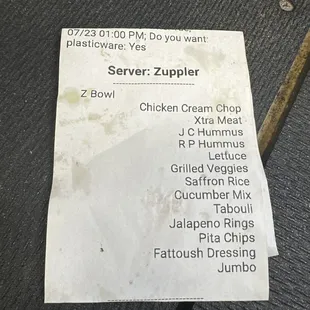 07/23 01:00 PM; Do you want
plasticware: Yes
Server: Zuppler
Z Bowl
Chicken Cream Chop
Xtra Meat
J C Hummus
R P Hummus
Lettuce
Grilled Veggies
Saffron Rice
Cucumber Mix
Tabouli
Jalapeno Rings
Pita Chips
Fattoush Dressing
Jumbo